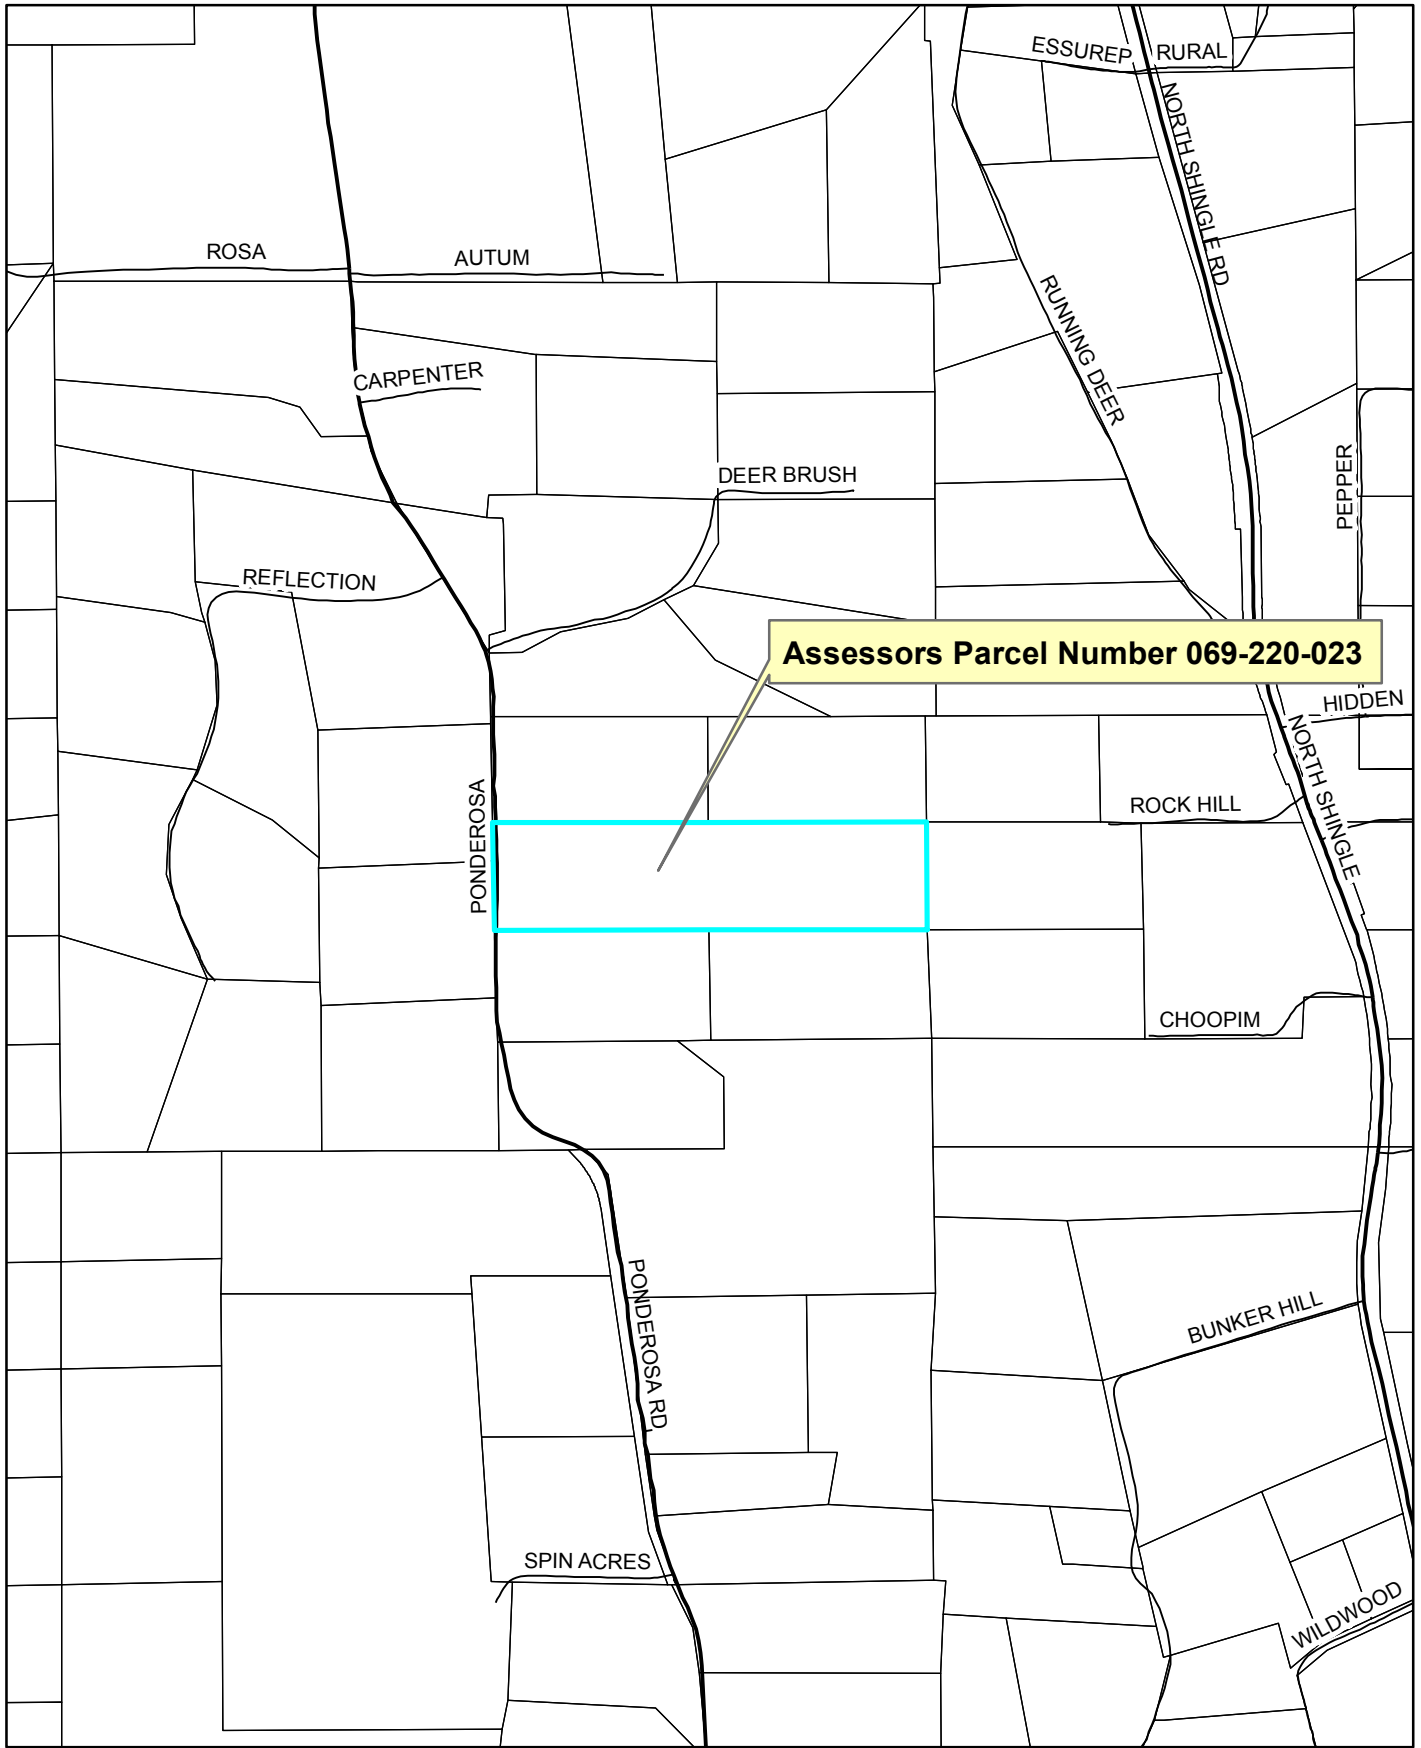 ESSUREP
RURAL
NORTH SHINGLE RD
ROSA
AUTUM
RUNNING DEER
CARPENTER
DEER BRUSH
PEPPER
REFLECTION
Assessors Parcel Number 069-220-023
HIDDEN
NORTH SHINGLE
PONDEROSA
ROCK HILL
CHOOPIM
PONDEROSA RD
BUNKER HILL
SPIN ACRES
WILDWOOD